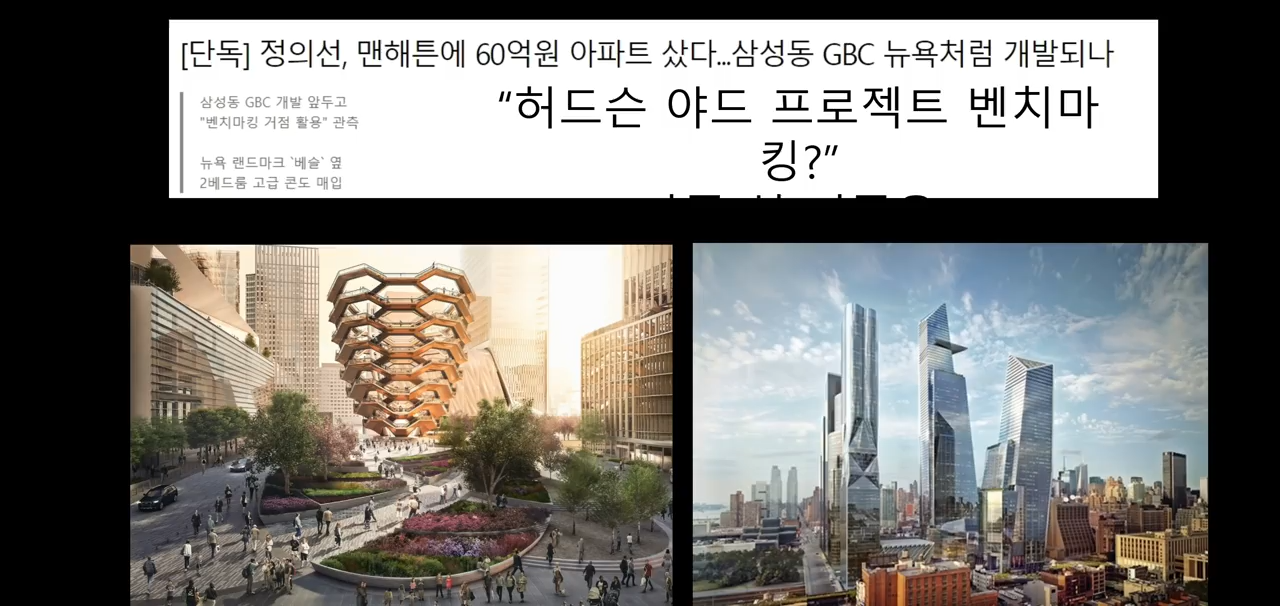 [단독] 정의선, 맨해튼에 60억원 아파트 샀다...삼성동 GBC 뉴욕처럼 개발되나
삼성동 GBC 개발 앞두고
"벤치마킹 거점 활용" 관측
뉴욕 랜드마크 `베슬` 옆
2베드룸 고급 콘도 매입
“허드슨 야드 프로젝트 벤치마
킹?”